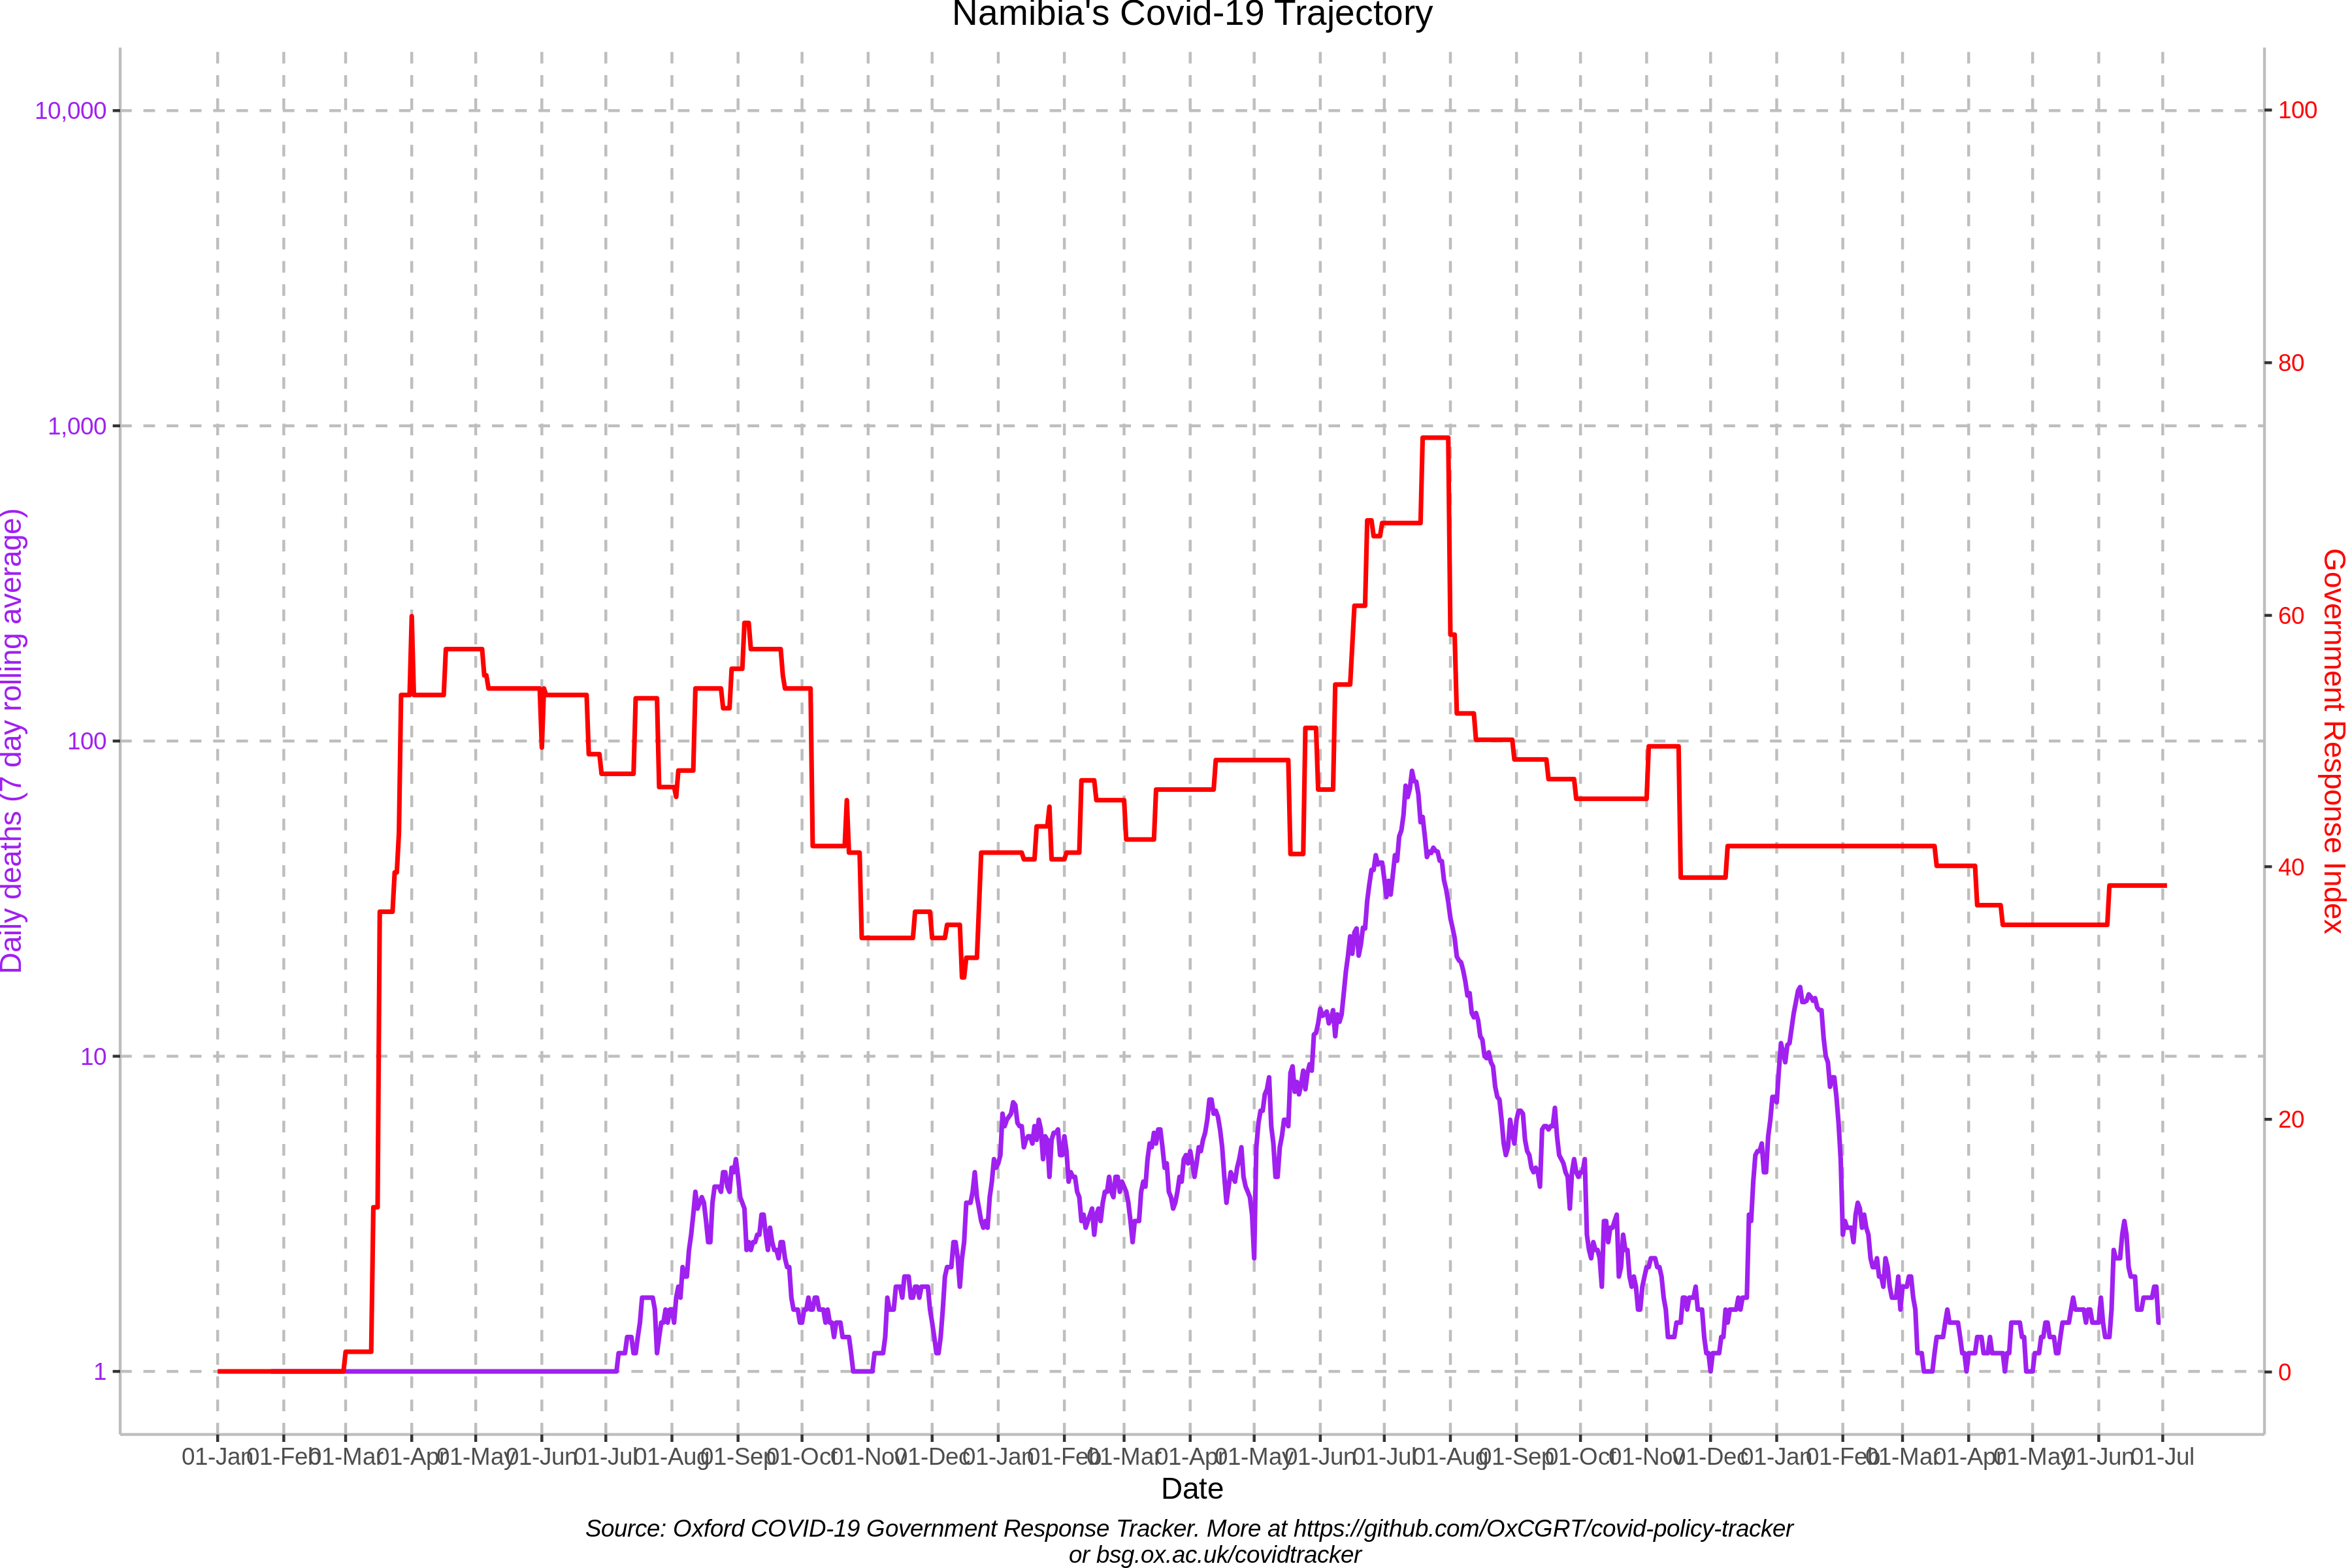 Namibia's Covid-19 Trajectory
10,000
1,000
100
10
1
Daily deaths (7 day rolling average)
100
80
60
40
20
0
Government Response Index
01-Jan 01-Feb 01-Mar 01-Apr 01-May 01-Jun 01-Jul 01-Aug 01-Sep 01-Oct 01-Nov 01-Dec 01-Jan 01-Feb 01-Mar 01-Apr 01-May 01-Jun 01-Jul 01-Aug 01-Sep 01-Oct 01-Nov 01-Dec 01-Jan 01-Feb 01-Mar 01-Apr 01-May 01-Jun 01-Jul
Date
Source: Oxford COVID-19 Government Response Tracker. More at https://github.com/OxCGRT/covid-policy-tracker
or bsg.ox.ac.uk/covidtracker